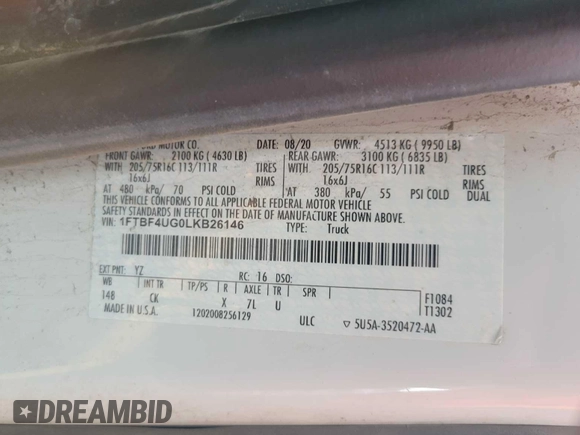 MOTOR CO. DATE: 08/20 GVWR: 4513 KG ( 9950 LB)
FRONT GAWR: 2100 KG ( 4630 LB) REAR GAWR: 3100 KG ( 6835 LB)
WITH 205/75R16C 113/111R TIRES WITH 205/75R16C 113/111R TIRES
16x6J RIMS 16x6J RIMS
AT 480 kPa/ 70 PSI COLD AT 380 kPa/ 55 PSI COLD DUAL
THIS VEHICLE CONFORMS TO ALL APPLICABLE FEDERAL MOTOR VEHICLE
SAFETY STANDARDS IN EFFECT ON THE DATE OF MANUFACTURE SHOWN ABOVE.
VIN: 1FTBF4UG0LKB26146 TYPE: Truck
EXT PNT: YZ RC: 16 DSO:
WB INT TR TP/PS R AXLE TR SPR F1084
148 CK X 7L U T1302
MADE IN U.S.A. 1202008256129 ULC ▽ 5U5A-3520472-AA
DREAMBID